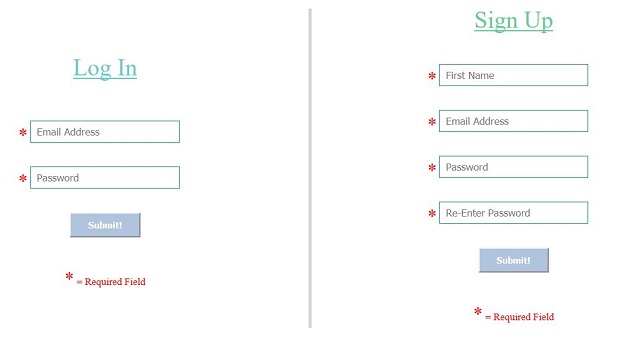 Log In
* Email Address
* Password
Submit!
* = Required Field
Sign Up
* First Name
* Email Address
* Password
* Re-Enter Password
Submit!
* = Required Field